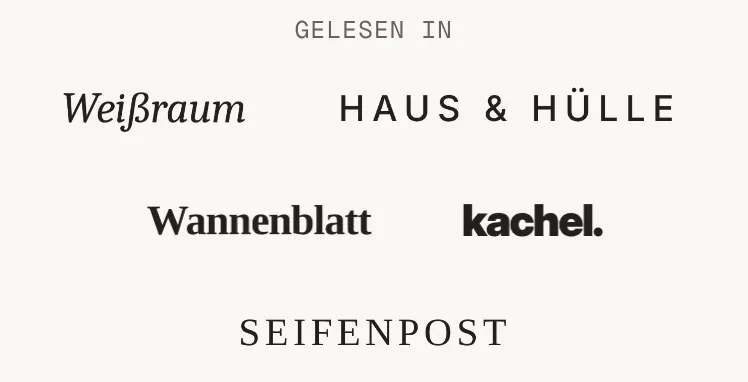 GELESEN IN
Weißraum
HAUS & HÜLLE
Wannenblatt
kachel.
SEIFENPOST